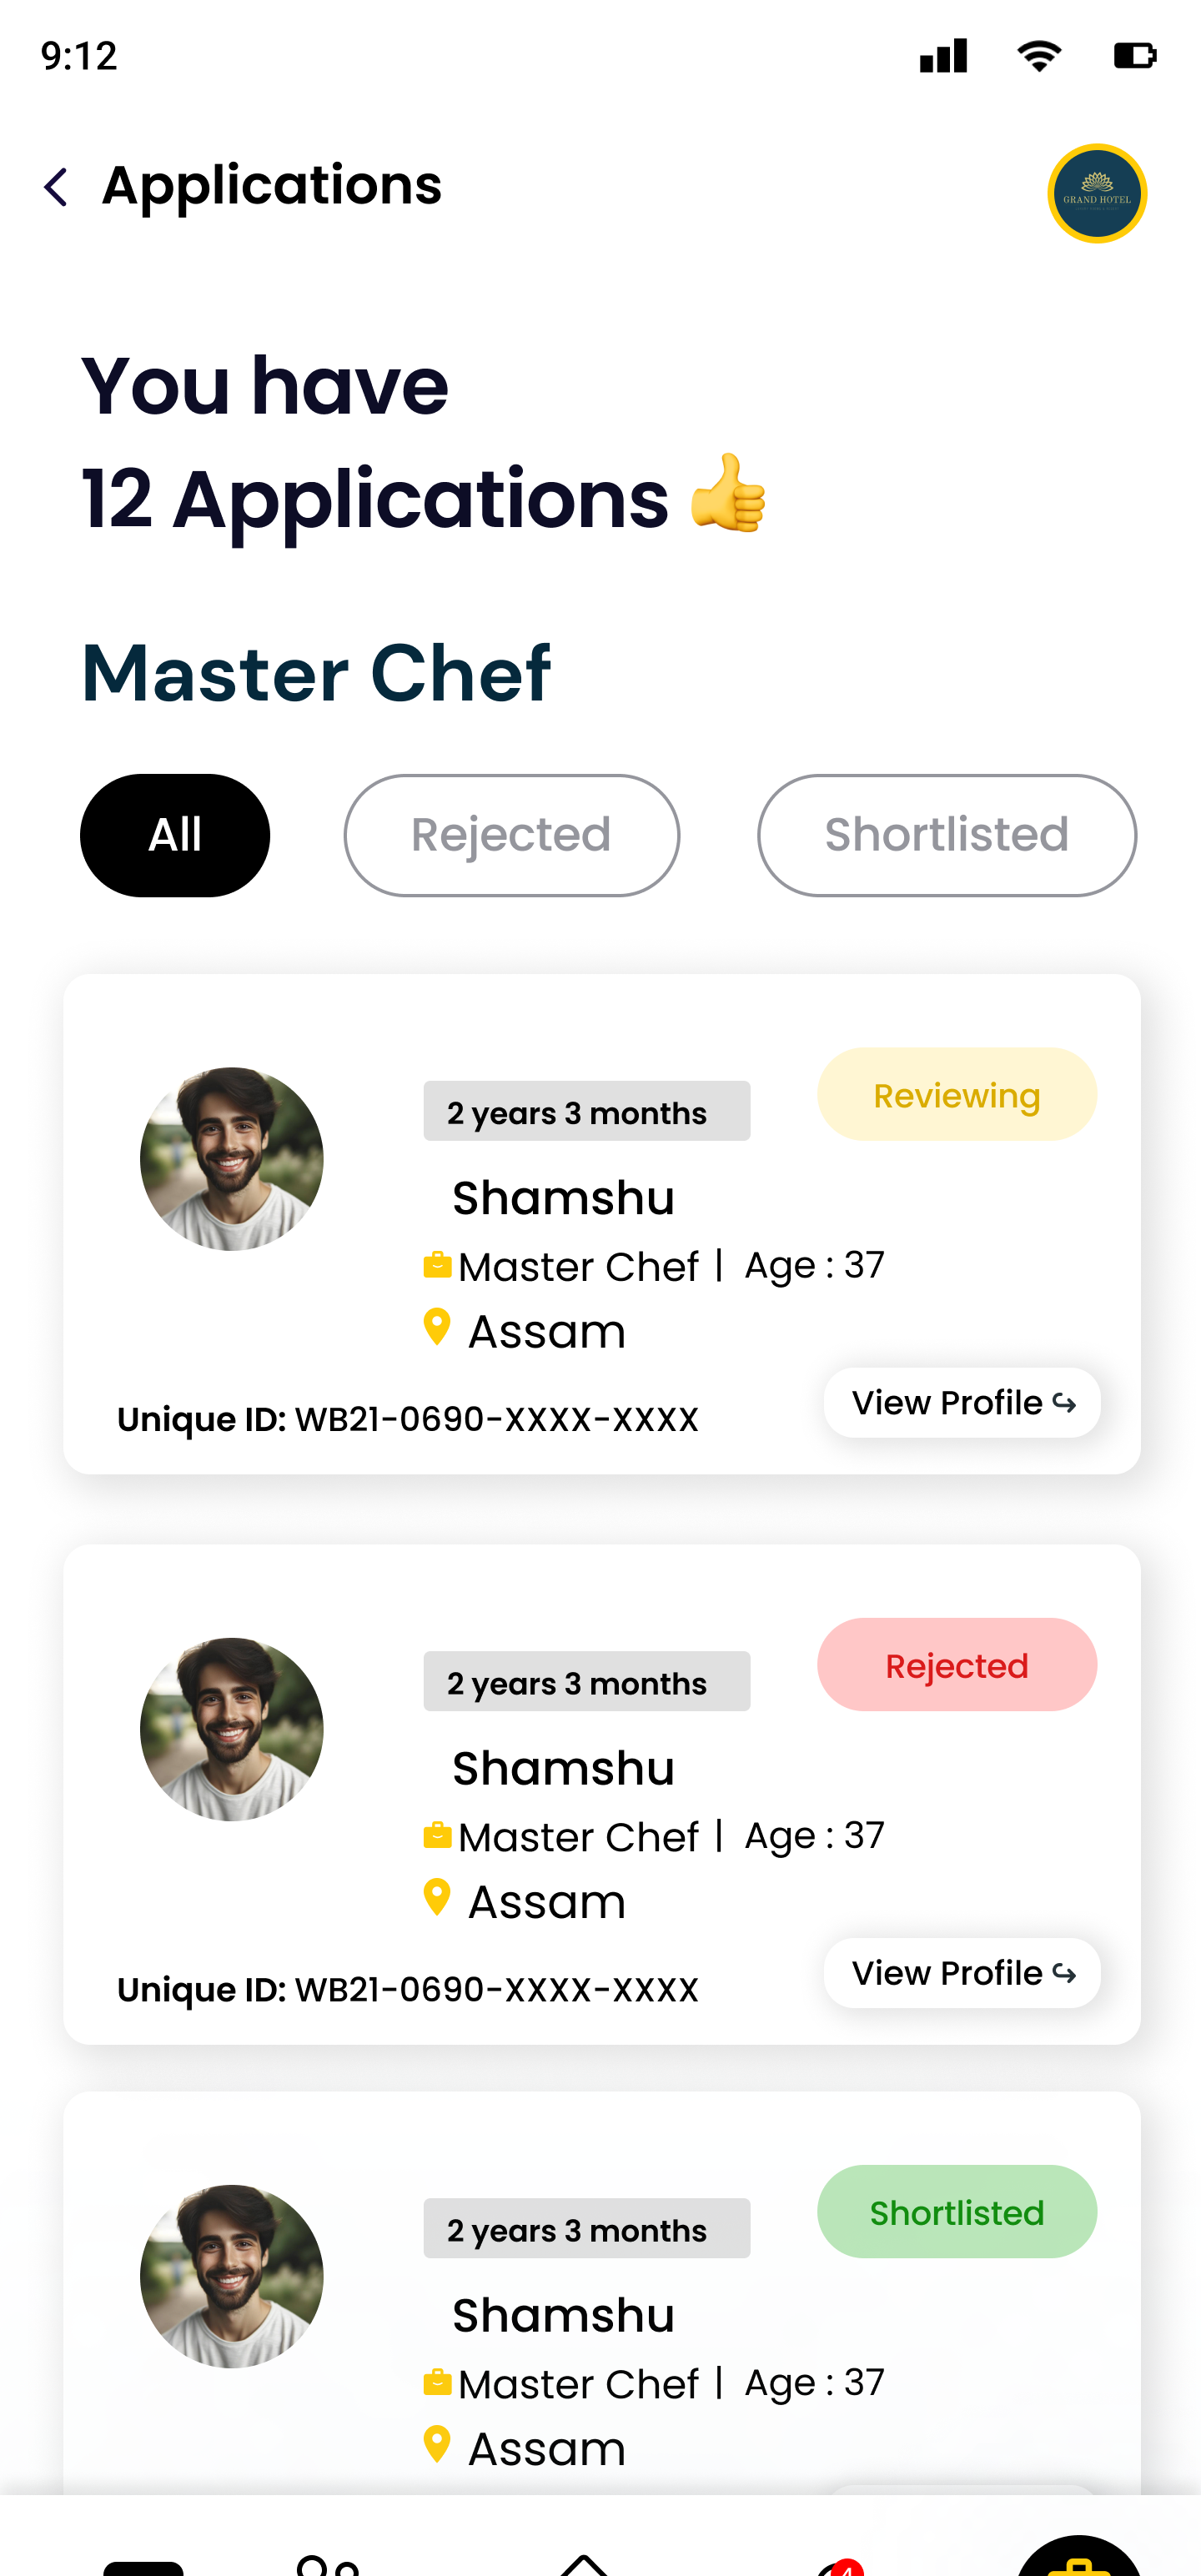 9:12
Applications
GRAND HOTEL
You have
12 Applications 👍
Master Chef
All
Rejected
Shortlisted
Reviewing
2 years 3 months
Shamshu
Master Chef | Age : 37
Assam
View Profile
Unique ID: WB21-0690-XXXX-XXXX
Rejected
2 years 3 months
Shamshu
Master Chef | Age : 37
Assam
View Profile
Unique ID: WB21-0690-XXXX-XXXX
Shortlisted
2 years 3 months
Shamshu
Master Chef | Age : 37
Assam